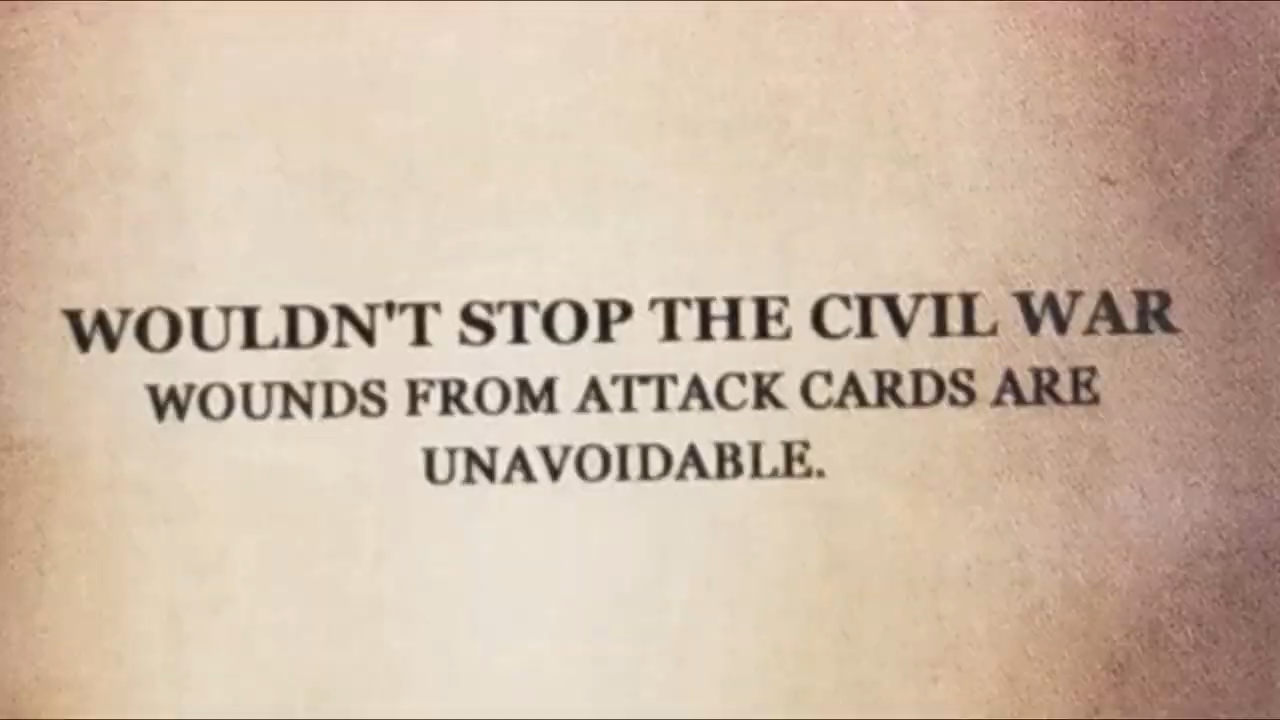 WOULDN'T STOP THE CIVIL WAR
WOUNDS FROM ATTACK CARDS ARE
UNAVOIDABLE.